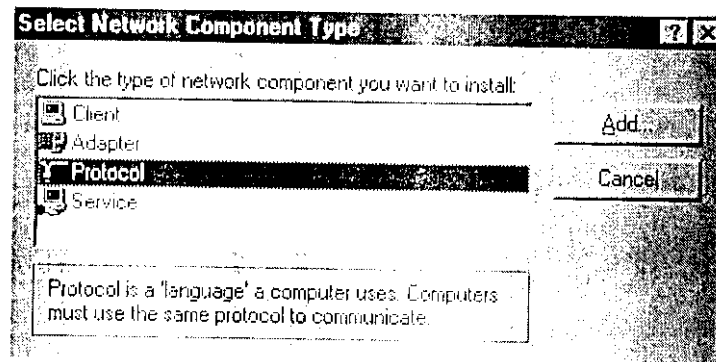 Select Network Component Type
Click the type of network component you want to install:
Client
Adapter
Protocol
Service
Add...
Cancel
Protocol is a 'language' a computer uses. Computers
must use the same protocol to communicate.